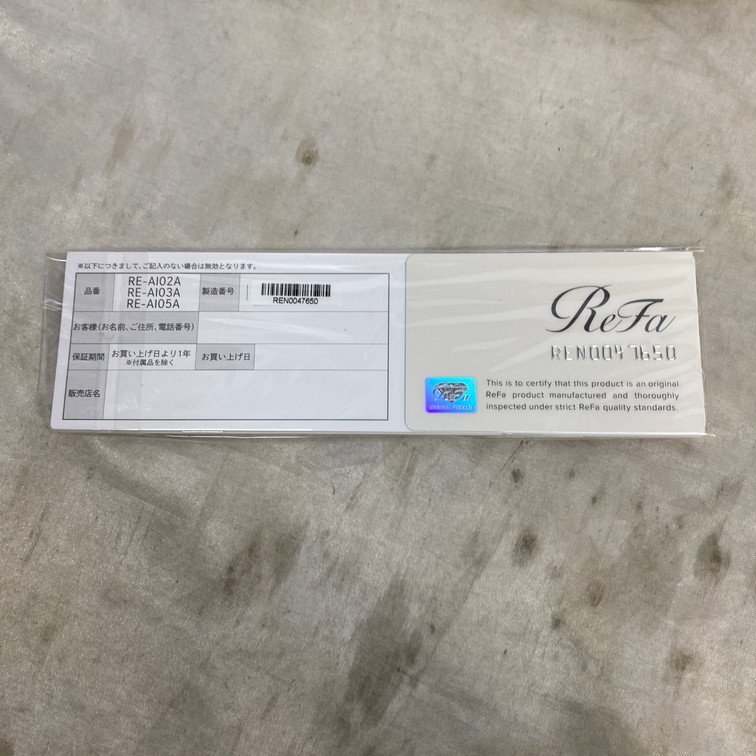 ※以下につきまして、ご記入のない場合は無効となります。
品番
RE-AI02A
RE-AI03A
RE-AI05A
製造番号
REN0047650
お客様（お名前、ご住所、電話番号）
保証期間
お買い上げ日より1年
※付属品を除く
お買い上げ日
販売店名
ReFa
REN0047650
ReFa
This is to certify that this product is an original
ReFa product manufactured and thoroughly
inspected under strict ReFa quality standards.